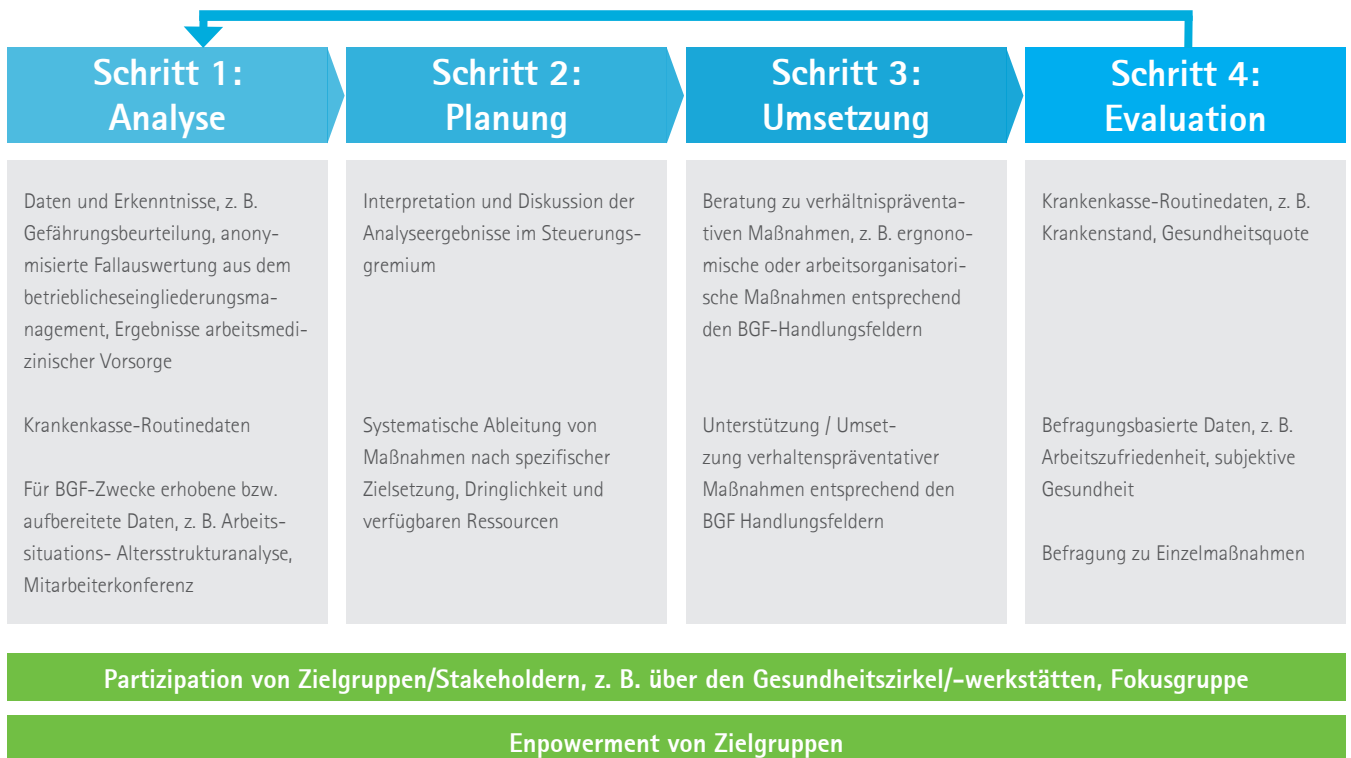 Schritt 1:
Analyse
Schritt 2:
Planung
Schritt 3:
Umsetzung
Schritt 4:
Evaluation
Daten und Erkenntnisse, z. B.
Gefährungsbeurteilung, anony-
misierte Fallauswertung aus dem
betrieblicheseingliederungsma-
nagement, Ergebnisse arbeitsmedi-
zinischer Vorsorge
Krankenkasse-Routinedaten
Für BGF-Zwecke erhobene bzw.
aufbereitete Daten, z. B. Arbeits-
situations- Altersstrukturanalyse,
Mitarbeiterkonferenz
Interpretation und Diskussion der
Analyseergebnisse im Steuerungs-
gremium
Systematische Ableitung von
Maßnahmen nach spezifischer
Zielsetzung, Dringlichkeit und
verfügbaren Ressourcen
Beratung zu verhältnispräventa-
tiven Maßnahmen, z. B. ergnono-
mische oder arbeitsorganisatori-
sche Maßnahmen entsprechend
den BGF-Handlungsfeldern
Unterstützung / Umset-
zung verhaltenspräventativer
Maßnahmen entsprechend den
BGF Handlungsfeldern
Krankenkasse-Routinedaten, z. B.
Krankenstand, Gesundheitsquote
Befragungsbasierte Daten, z. B.
Arbeitszufriedenheit, subjektive
Gesundheit
Befragung zu Einzelmaßnahmen
Partizipation von Zielgruppen/Stakeholdern, z. B. über den Gesundheitszirkel/-werkstätten, Fokusgruppe
Enpowerment von Zielgruppen